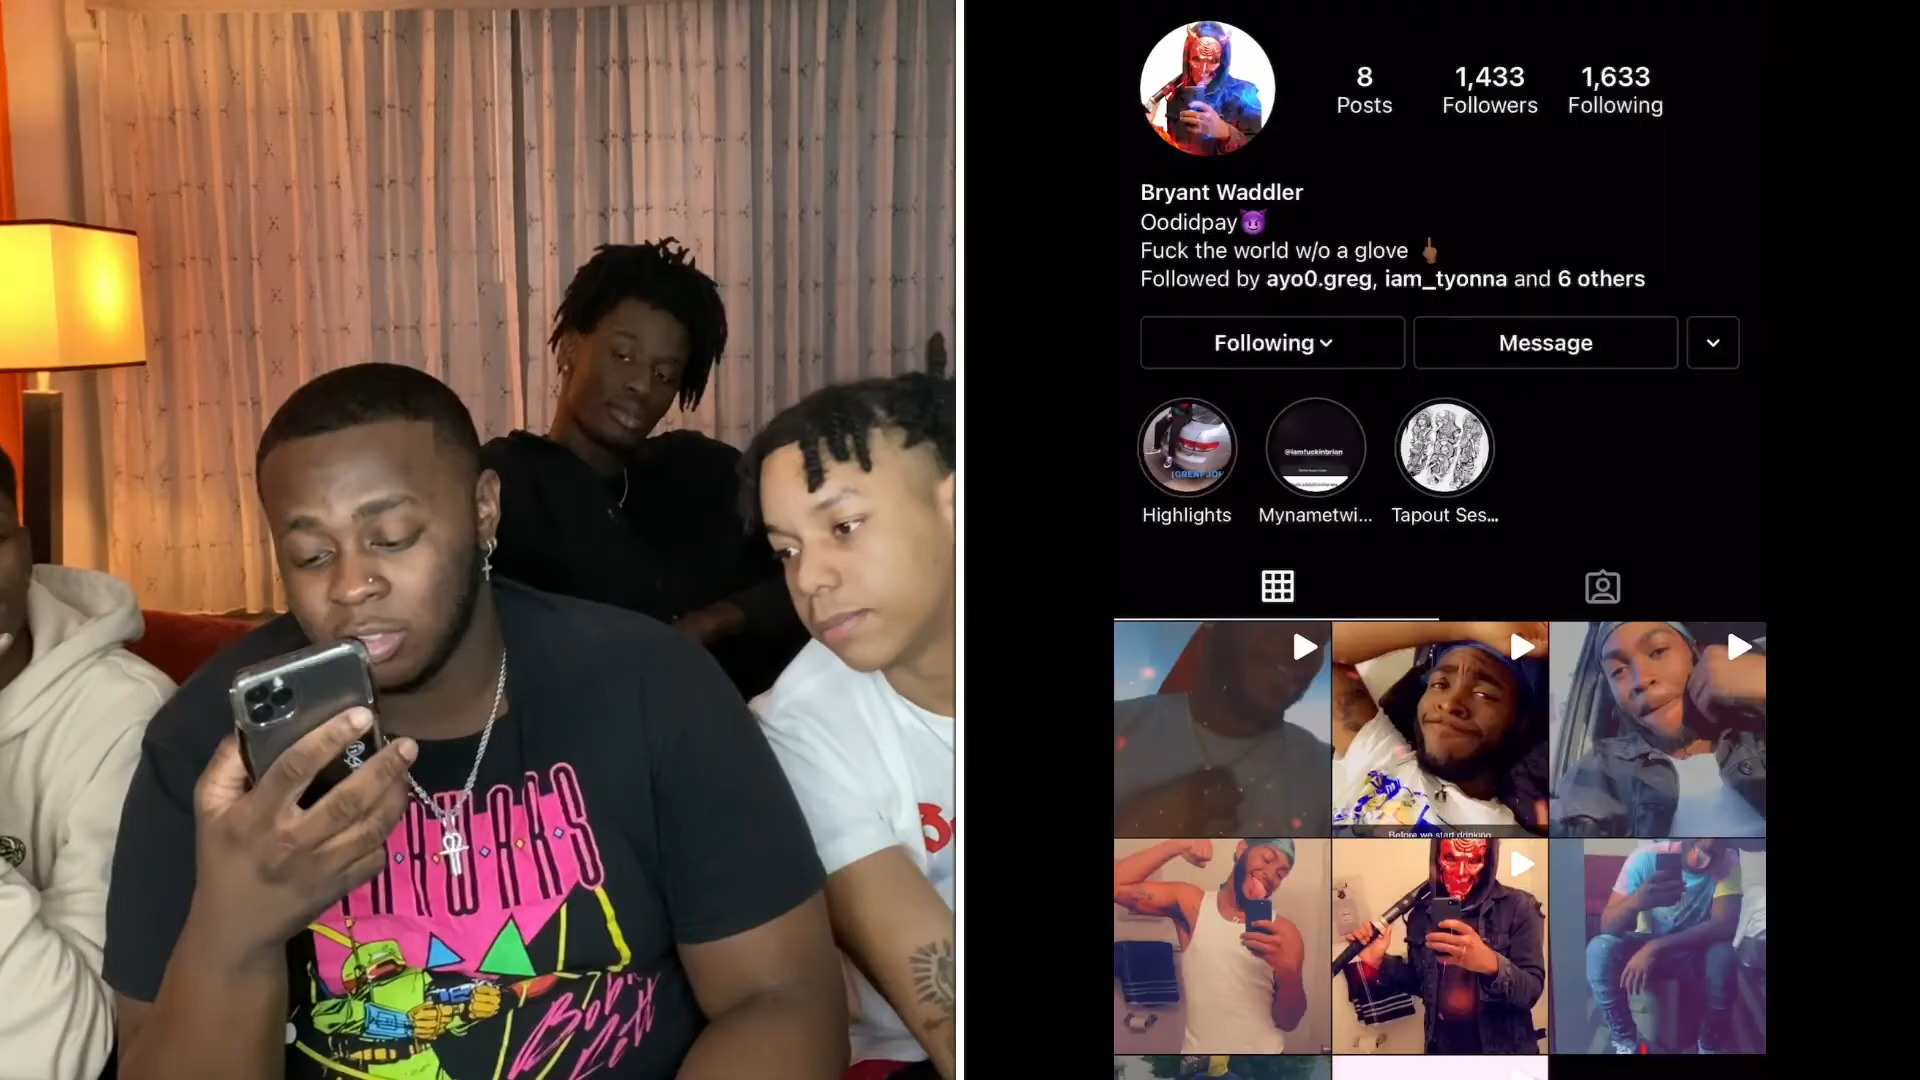 8
Posts
1,433
Followers
1,633
Following
Bryant Waddler
Oodidpay😈
Fuck the world w/o a glove 🖕🏾
Followed by ayo0.greg, iam_tyonna and 6 others
Following
Message
@iamfuckinbrian
Highlights
Mynametwi...
Tapout Ses...
Before we start drinking